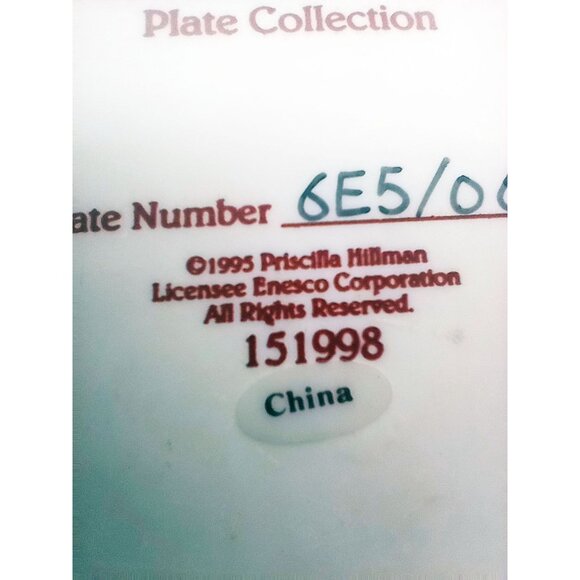 Plate Collection
ate Number 6E5/0
©1995 Priscilla Hillman
Licensee Enesco Corporation
All Rights Reserved.
151998
China